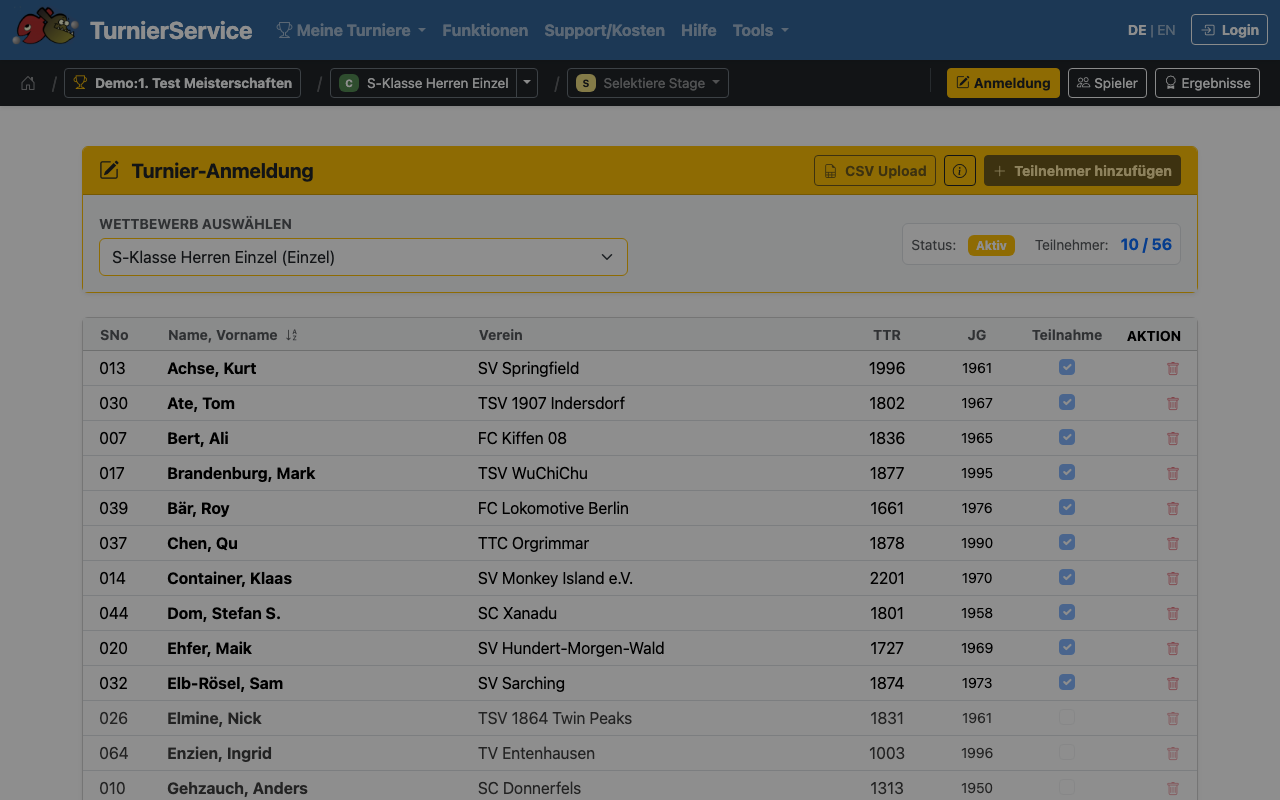 TurnierService Meine Turniere Funktionen Support/Kosten Hilfe Tools DE | EN Login
/ Demo:1. Test Meisterschaften / C S-Klasse Herren Einzel / S Selektiere Stage Anmeldung Spieler Ergebnisse
Turnier-Anmeldung CSV Upload + Teilnehmer hinzufügen
WETTBEWERB AUSWÄHLEN
S-Klasse Herren Einzel (Einzel)
Status: Aktiv Teilnehmer: 10 / 56
SNo Name, Vorname Verein TTR JG Teilnahme AKTION
013 Achse, Kurt SV Springfield 1996 1961
030 Ate, Tom TSV 1907 Indersdorf 1802 1967
007 Bert, Ali FC Kiffen 08 1836 1965
017 Brandenburg, Mark TSV WuChiChu 1877 1995
039 Bär, Roy FC Lokomotive Berlin 1661 1976
037 Chen, Qu TTC Orgrimmar 1878 1990
014 Container, Klaas SV Monkey Island e.V. 2201 1970
044 Dom, Stefan S. SC Xanadu 1801 1958
020 Ehfer, Maik SV Hundert-Morgen-Wald 1727 1969
032 Elb-Rösel, Sam SV Sarching 1874 1973
026 Elmine, Nick TSV 1864 Twin Peaks 1831 1961
064 Enzien, Ingrid TV Entenhausen 1003 1996
010 Gehzauch, Anders SC Donnerfels 1313 1950